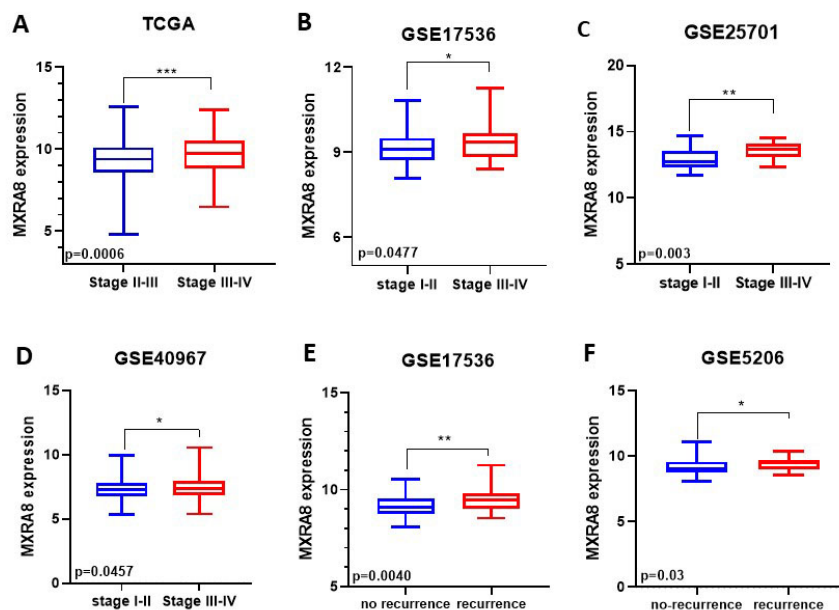 A
TCGA
MXRA8 expression
15
10
5
***
p=0.0006
Stage II-III
Stage III-IV
B
GSE17536
MXRA8 expression
12
9
6
*
p=0.0477
stage I-II
Stage III-IV
C
GSE25701
MXRA8 expression
20
15
10
5
**
p=0.003
stage I-II
Stage III-IV
D
GSE40967
MXRA8 expression
15
10
5
0
*
p=0.0457
stage I-II
Stage III-IV
E
GSE17536
MXRA8 expression
15
10
5
**
p=0.0040
no recurrence
recurrence
F
GSE5206
MXRA8 expression
15
10
5
0
*
p=0.03
no-recurrence
recurrence